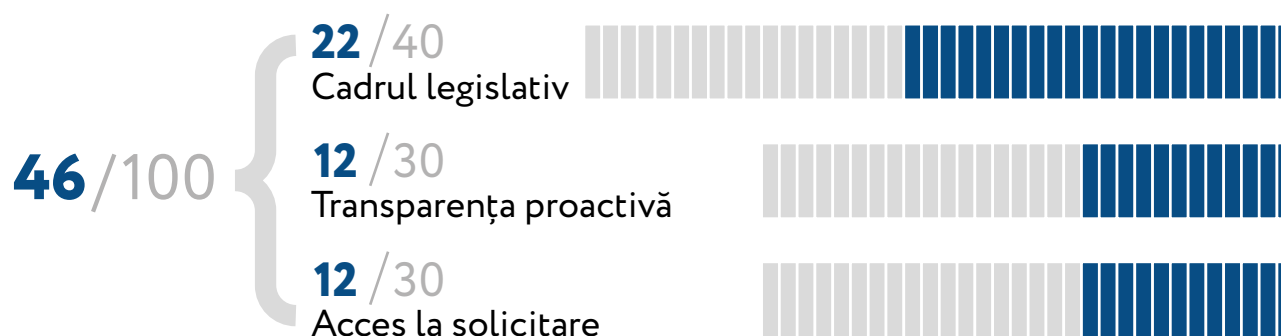 22/40
Cadrul legislativ
46/100
12/30
Transparența proactivă
12/30
Acces la solicitare